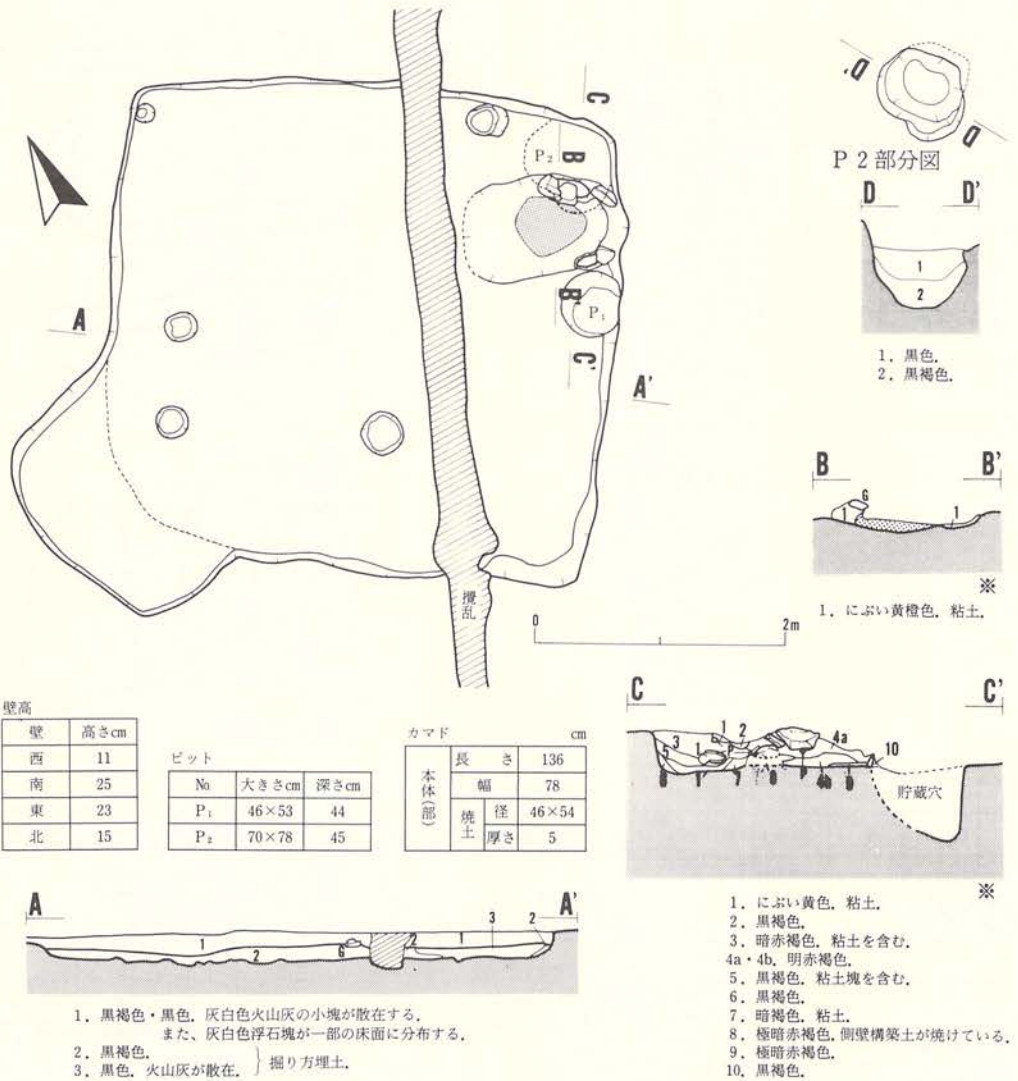 C
B
P₂
A
B'
P₁
C'
A'
攪乱
0 2m
D'
D
P 2 部分図
D D'
1
2
1. 黒色.
2. 黒褐色.
B B'
G
1 1
※
1. にぶい黄橙色. 粘土.
壁高
壁 高さcm
西 11
南 25
東 23
北 15
ピット
No. 大きさcm 深さcm
P₁ 46×53 44
P₂ 70×78 45
カマド cm
本体(部) 長さ 136
幅 78
焼土 径 46×54
厚さ 5
C C'
1 2
3 4a
5 1 10
7
貯蔵穴
※
1. にぶい黄色. 粘土.
2. 黒褐色.
3. 暗赤褐色. 粘土を含む.
4a・4b. 明赤褐色.
5. 黒褐色. 粘土塊を含む.
6. 黒褐色.
7. 暗褐色. 粘土.
8. 極暗赤褐色. 側壁構築土が焼けている.
9. 極暗赤褐色.
10. 黒褐色.
A A'
3 2
1 2 1
2 G
1. 黒褐色・黒色. 灰白色火山灰の小塊が散在する.
また、灰白色浮石塊が一部の床面に分布する.
2. 黒褐色.
3. 黒色. 火山灰が散在. } 掘り方埋土.